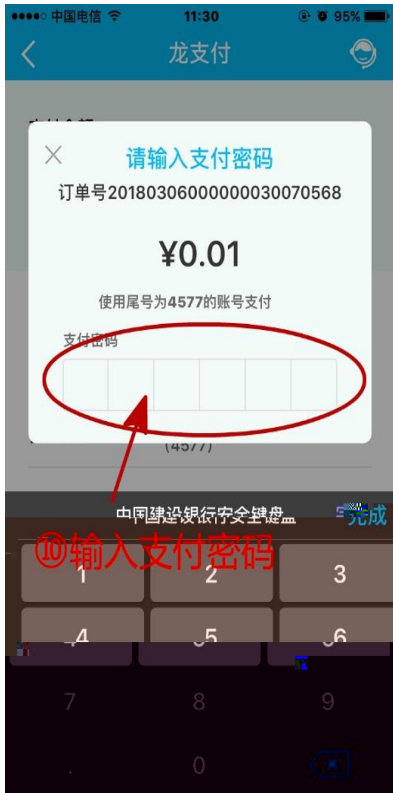 中国电信 11:30 95%
龙支付
请输入支付密码
订单号20180306000000030070568
¥0.01
使用尾号为4577的账号支付
支付密码
(4577)
中国建设银行安全键盘 完成
⑩输入支付密码
1 2 3
4 5 6
7 8 9
. 0